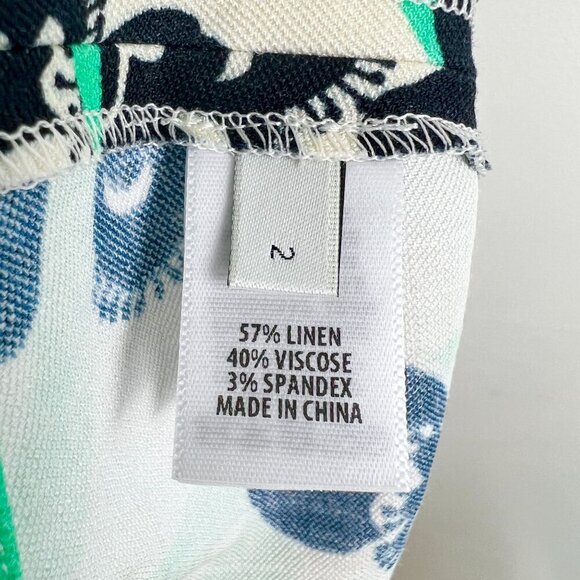 2
57% LINEN
40% VISCOSE
3% SPANDEX
MADE IN CHINA